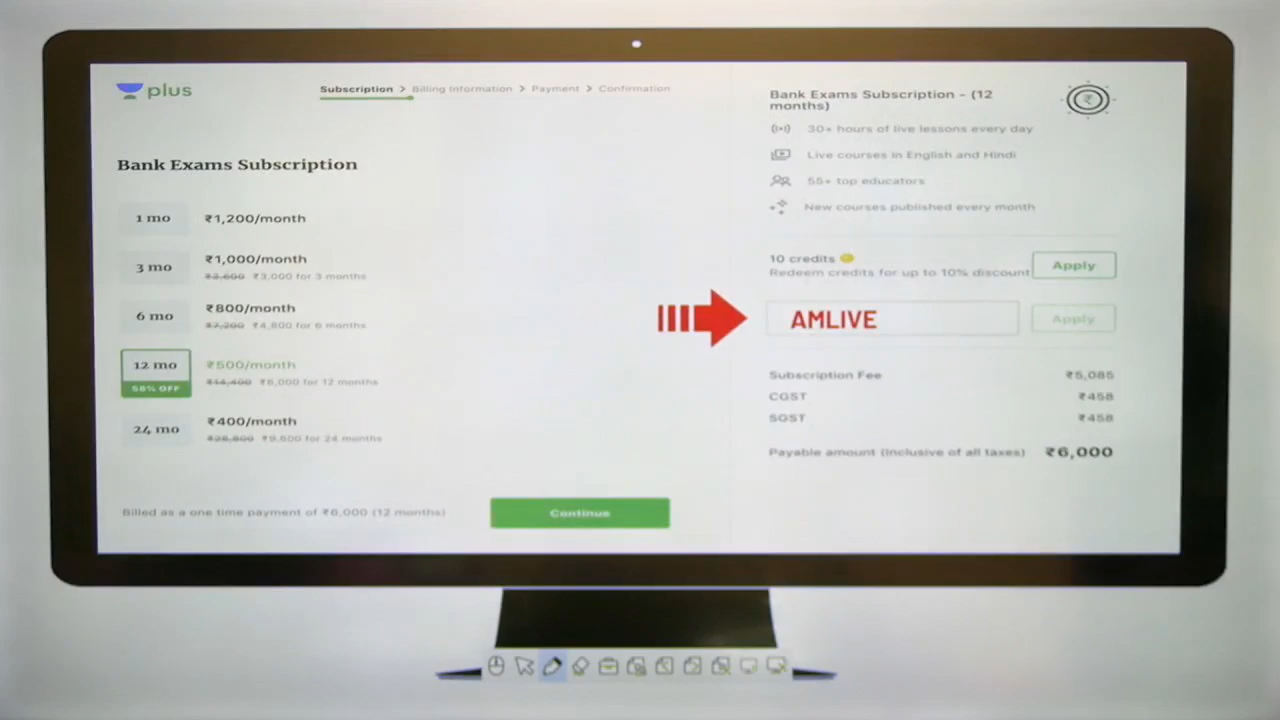 plus
Subscription > Billing Information > Payment > Confirmation
Bank Exams Subscription
1 mo ₹1,200/month
3 mo ₹1,000/month
₹3,600 ₹3,000 for 3 months
6 mo ₹800/month
₹7,200 ₹4,800 for 6 months
12 mo ₹500/month
58% OFF ₹14,400 ₹6,000 for 12 months
24 mo ₹400/month
₹28,800 ₹9,600 for 24 months
Billed as a one time payment of ₹6,000 (12 months)
Continue
Bank Exams Subscription - (12
months)
30+ hours of live lessons every day
Live courses in English and Hindi
55+ top educators
New courses published every month
10 credits
Redeem credits for up to 10% discount
Apply
AMLIVE
Apply
Subscription Fee ₹5,085
CGST ₹458
SGST ₹458
Payable amount (Inclusive of all taxes) ₹6,000